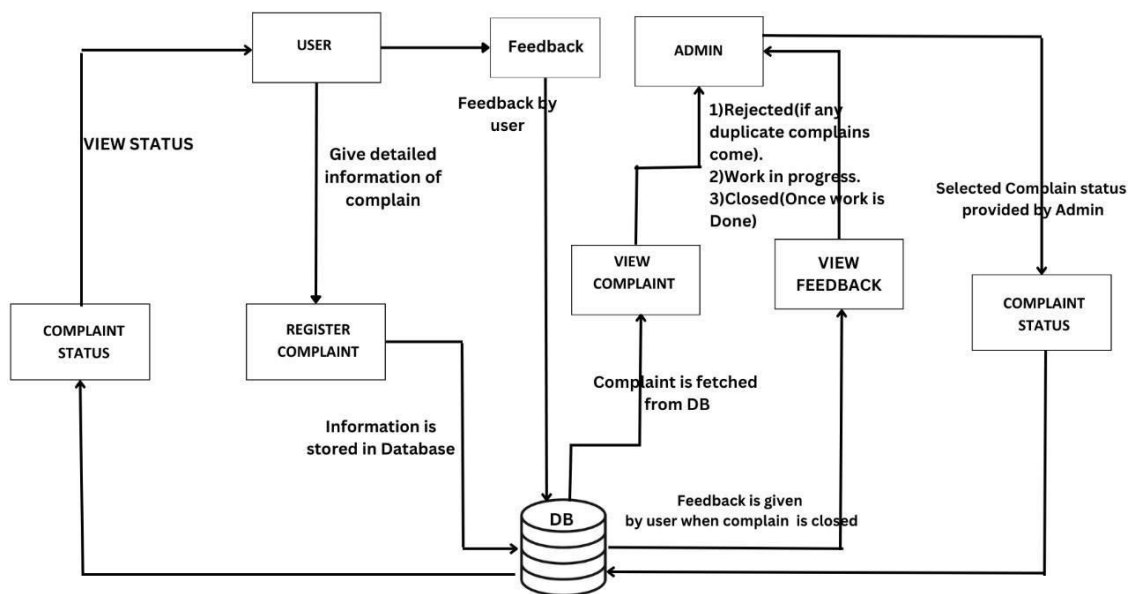 USER
Feedback
ADMIN
Feedback by
user
1)Rejected(if any
duplicate complains
come).
2)Work in progress.
3)Closed(Once work is
Done)
VIEW STATUS
Give detailed
information of
complain
Selected Complain status
provided by Admin
VIEW
COMPLAINT
VIEW
FEEDBACK
COMPLAINT
STATUS
REGISTER
COMPLAINT
COMPLAINT
STATUS
Complaint is fetched
from DB
Information is
stored in Database
DB
Feedback is given
by user when complain is closed